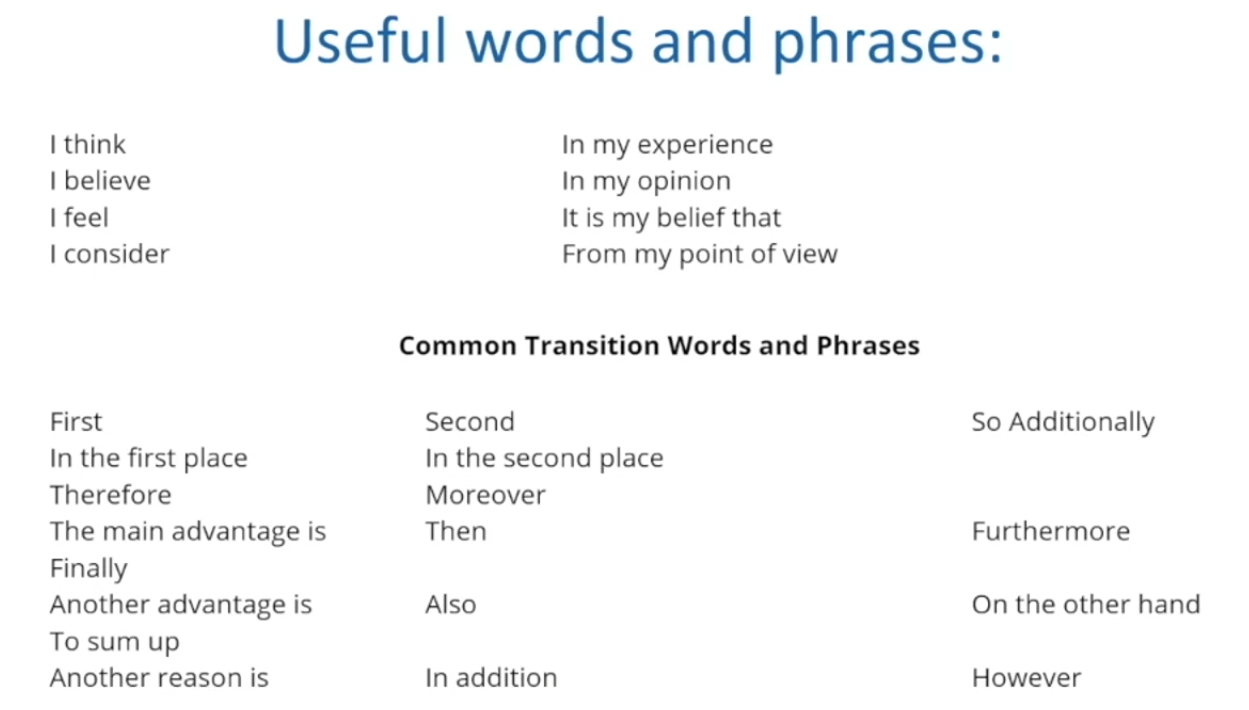 Useful words and phrases:
I think In my experience
I believe In my opinion
I feel It is my belief that
I consider From my point of view
Common Transition Words and Phrases
First Second So Additionally
In the first place In the second place
Therefore Moreover
The main advantage is Then Furthermore
Finally
Another advantage is Also On the other hand
To sum up
Another reason is In addition However